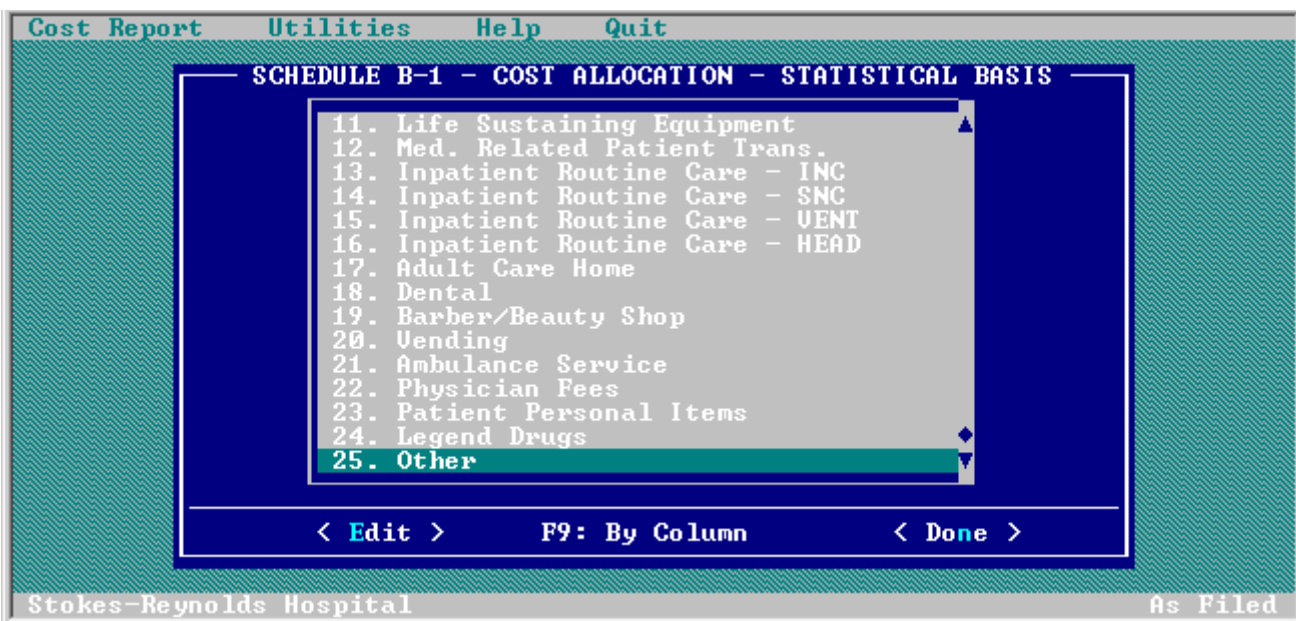 Cost Report Utilities Help Quit
SCHEDULE B-1 - COST ALLOCATION - STATISTICAL BASIS
11. Life Sustaining Equipment
12. Med. Related Patient Trans.
13. Inpatient Routine Care - INC
14. Inpatient Routine Care - SNC
15. Inpatient Routine Care - VENT
16. Inpatient Routine Care - HEAD
17. Adult Care Home
18. Dental
19. Barber/Beauty Shop
20. Vending
21. Ambulance Service
22. Physician Fees
23. Patient Personal Items
24. Legend Drugs
25. Other
< Edit > F9: By Column < Done >
Stokes-Reynolds Hospital As Filed